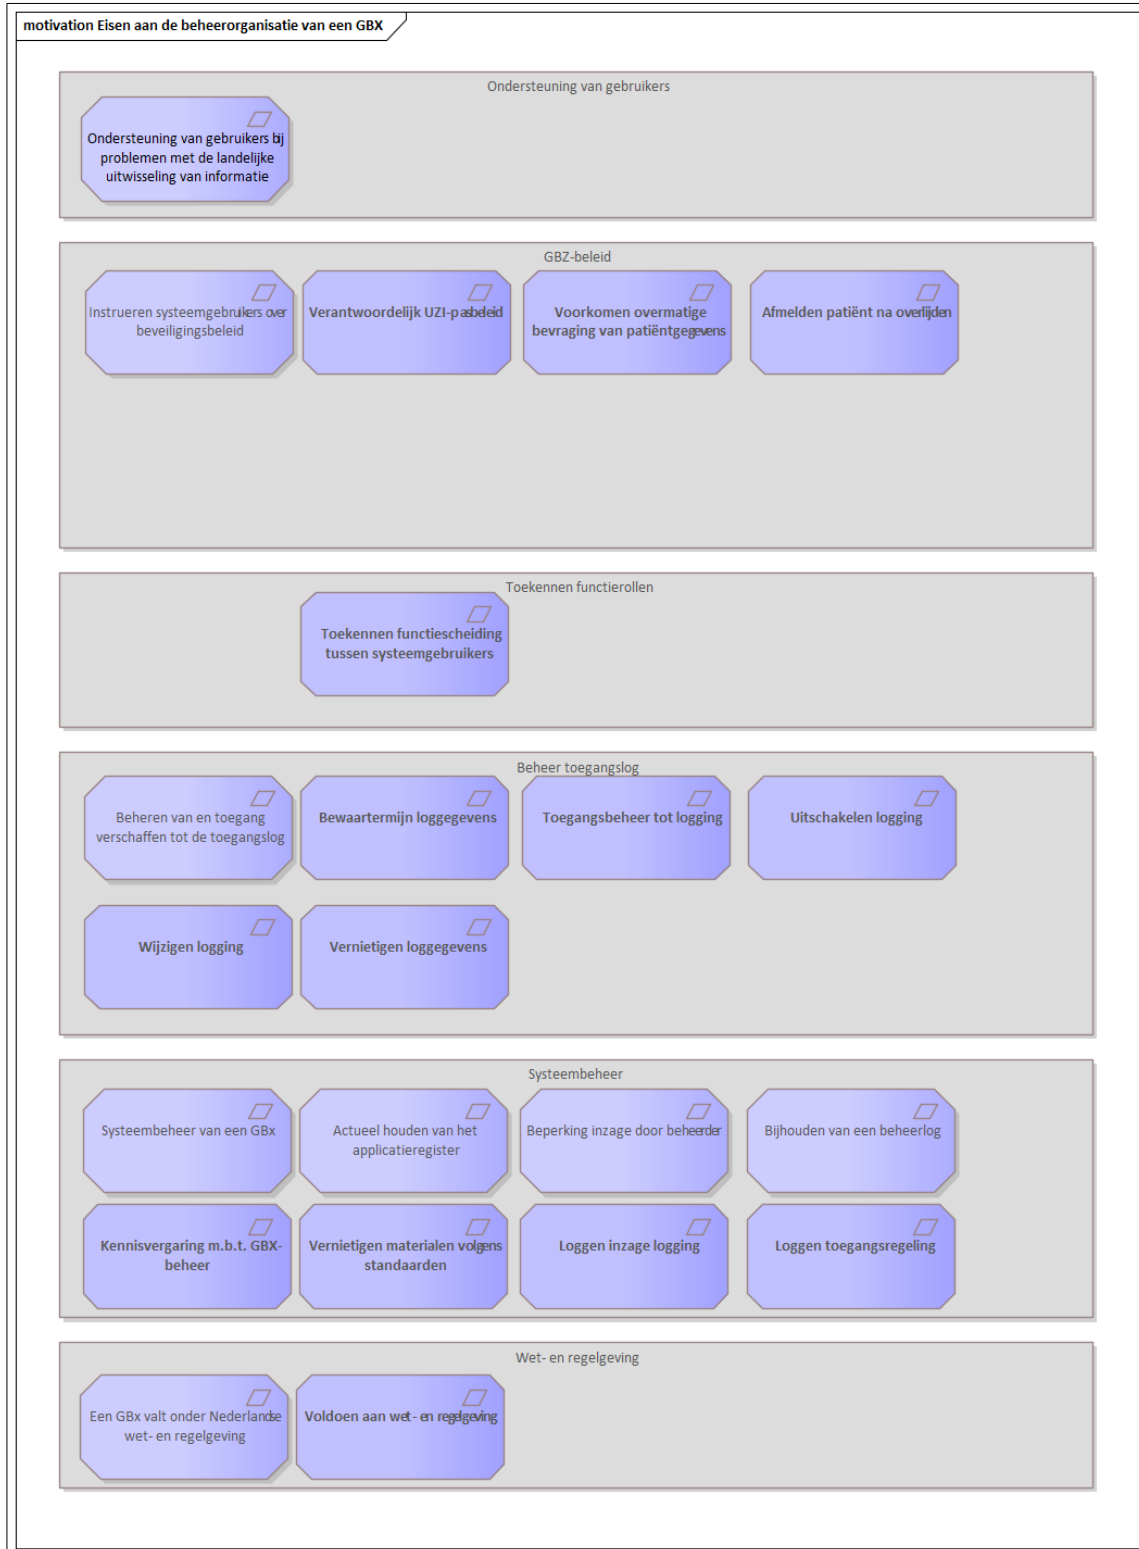 motivation Eisen aan de beheerorganisatie van een GBX
Ondersteuning van gebruikers
Ondersteuning van gebruikers bij
problemen met de landelijke
uitwisseling van informatie
GBZ-beleid
Instrueren systeemgebruikers over
beveiligingsbeleid
Verantwoordelijk UZI-pasbeleid
Voorkomen overmatige
bevraging van patiëntgegevens
Afmelden patiënt na overlijden
Toekennen functierollen
Toekennen functiescheiding
tussen systeemgebruikers
Beheer toegangslog
Beheren van en toegang
verschaffen tot de toegangslog
Bewaartermijn loggegevens
Toegangsbeheer tot logging
Uitschakelen logging
Wijzigen logging
Vernietigen loggegevens
Systeembeheer
Systeembeheer van een GBx
Actueel houden van het
applicatieregister
Beperking inzage door beheerder
Bijhouden van een beheerlog
Kennisvergaring m.b.t. GBX-
beheer
Vernietigen materialen volgens
standaarden
Loggen inzage logging
Loggen toegangsregeling
Wet- en regelgeving
Een GBx valt onder Nederlandse
wet- en regelgeving
Voldoen aan wet- en regelgeving